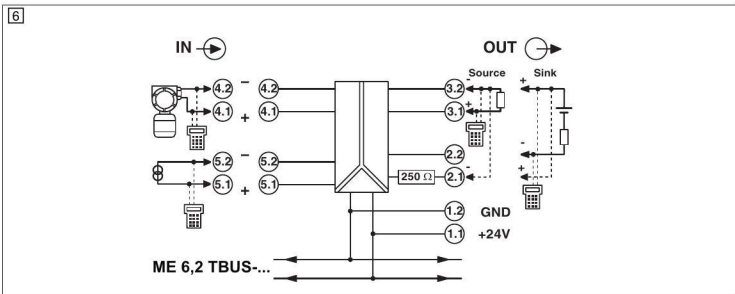 6
IN
OUT
Source Sink
4.2 − 4.2 3.2 - +
4.1 + 4.1 3.1 +
5.2 − 5.2 2.2 -
5.1 + 5.1 250 Ω 2.1 - +
1.2 GND
1.1 +24V
ME 6,2 TBUS-...